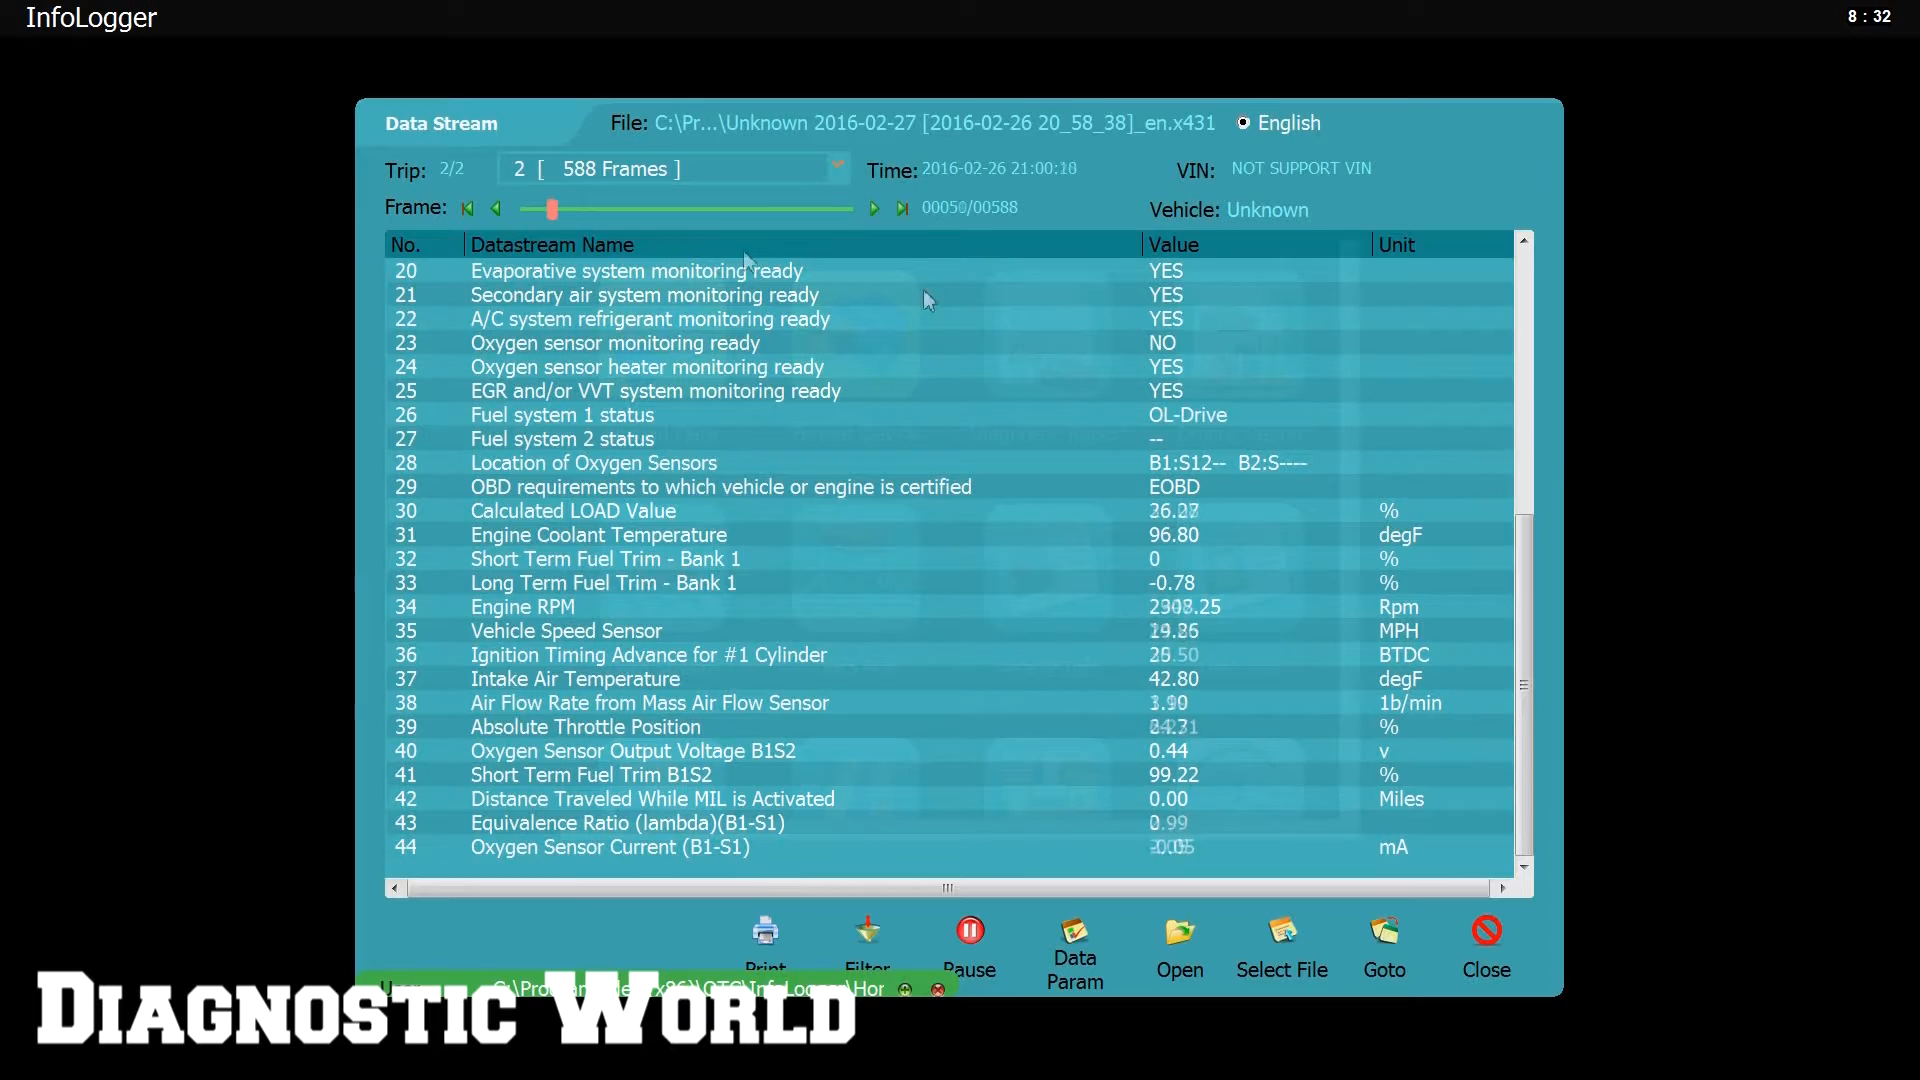 InfoLogger
8 : 32
Data Stream
File: C:\Pr...\Unknown 2016-02-27 [2016-02-26 20_58_38]_en.x431
English
Trip: 2/2
2 [ 588 Frames ]
Time: 2016-02-26
VIN: NOT SUPPORT VIN
Frame:
Vehicle: Unknown
No. Datastream Name Value Unit
20 Evaporative system monitoring ready YES
21 Secondary air system monitoring ready YES
22 A/C system refrigerant monitoring ready YES
23 Oxygen sensor monitoring ready NO
24 Oxygen sensor heater monitoring ready YES
25 EGR and/or VVT system monitoring ready YES
26 Fuel system 1 status OL-Drive
27 Fuel system 2 status --
28 Location of Oxygen Sensors B1:S12-- B2:S----
29 OBD requirements to which vehicle or engine is certified EOBD
30 Calculated LOAD Value %
31 Engine Coolant Temperature 96.80 degF
32 Short Term Fuel Trim - Bank 1 0 %
33 Long Term Fuel Trim - Bank 1 -0.78 %
34 Engine RPM Rpm
35 Vehicle Speed Sensor MPH
36 Ignition Timing Advance for #1 Cylinder BTDC
37 Intake Air Temperature 42.80 degF
38 Air Flow Rate from Mass Air Flow Sensor 1b/min
39 Absolute Throttle Position %
40 Oxygen Sensor Output Voltage B1S2 0.44 v
41 Short Term Fuel Trim B1S2 99.22 %
42 Distance Traveled While MIL is Activated 0.00 Miles
43 Equivalence Ratio (lambda)(B1-S1)
44 Oxygen Sensor Current (B1-S1) mA
Print
Filter
Pause
Data Param
Open
Select File
Goto
Close
DIAGNOSTIC WORLD